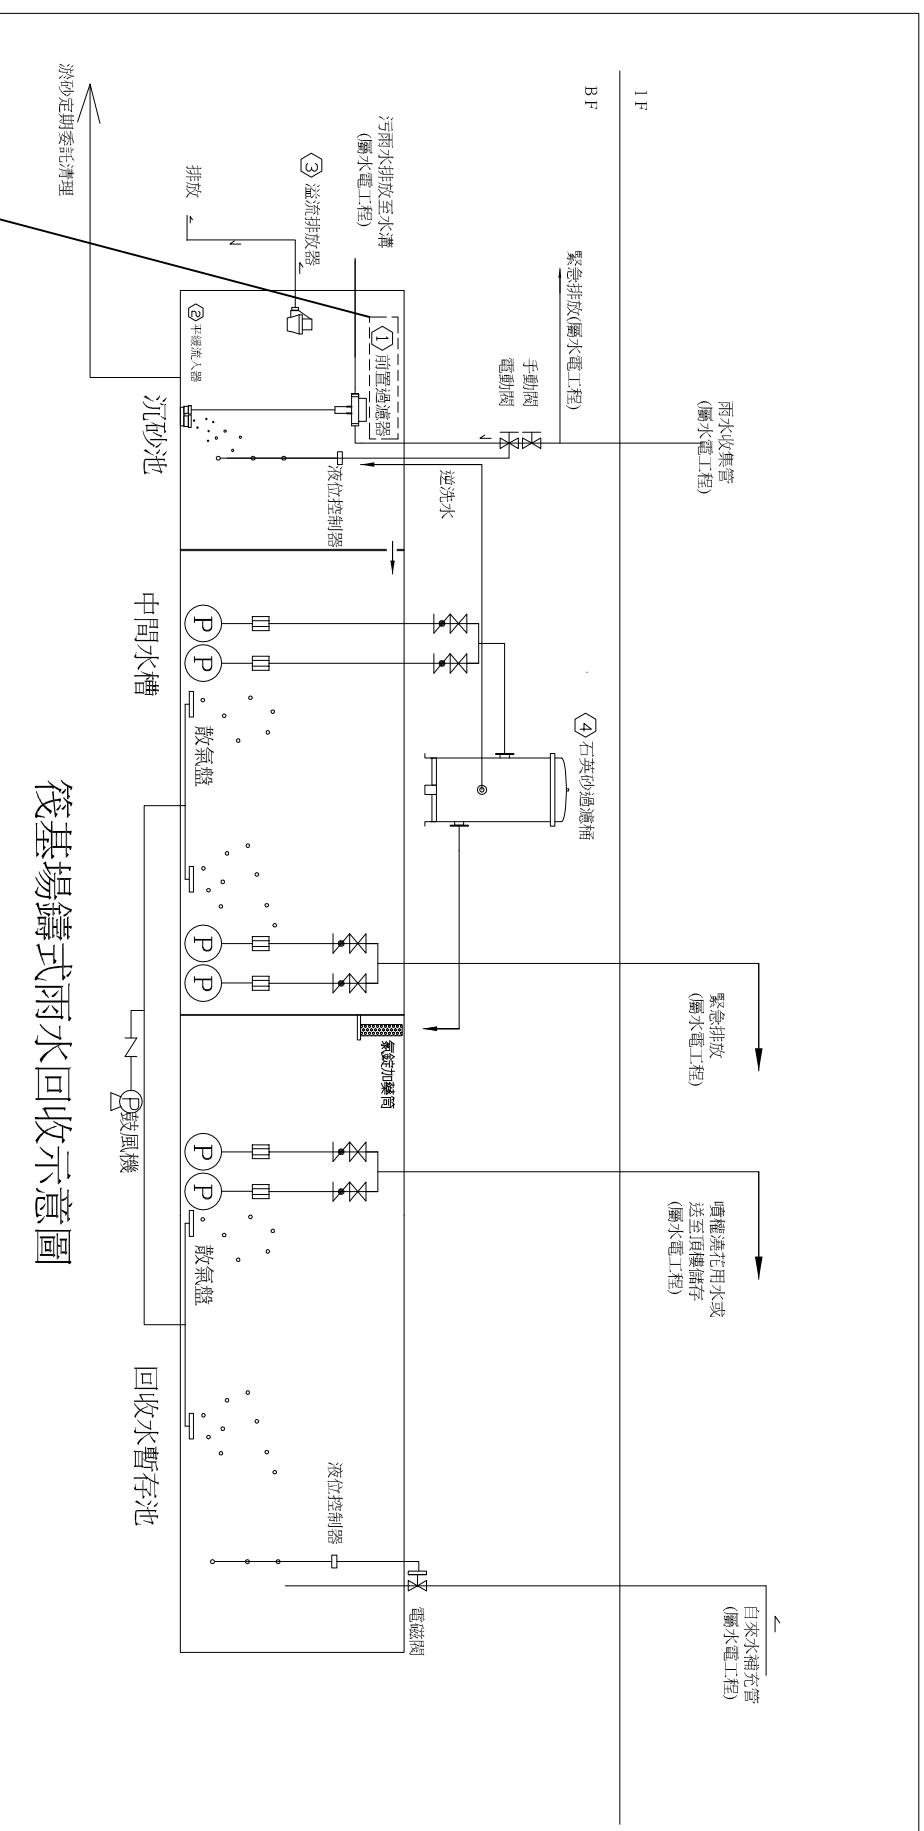 1F
BF
雨水收集管
(屬水電工程)
緊急排放(屬水電工程)
手動閥
電動閥
污雨水排放至水溝
(屬水電工程)
3 溢流排放器
排放
淤砂定期委託清理
1 前置過濾器
2 平緩流入器
沉砂池
液位控制器
逆洗水
4 石英砂過濾桶
中間水槽
P
P
散氣盤
P
P
緊急排放
(屬水電工程)
氯錠加藥筒
P
鼓風機
P
P
散氣盤
噴灌澆花用水或
送至頂樓儲存
(屬水電工程)
回收水暫存池
液位控制器
電磁閥
自來水補充管
(屬水電工程)
筏基場鑄式雨水回收示意圖